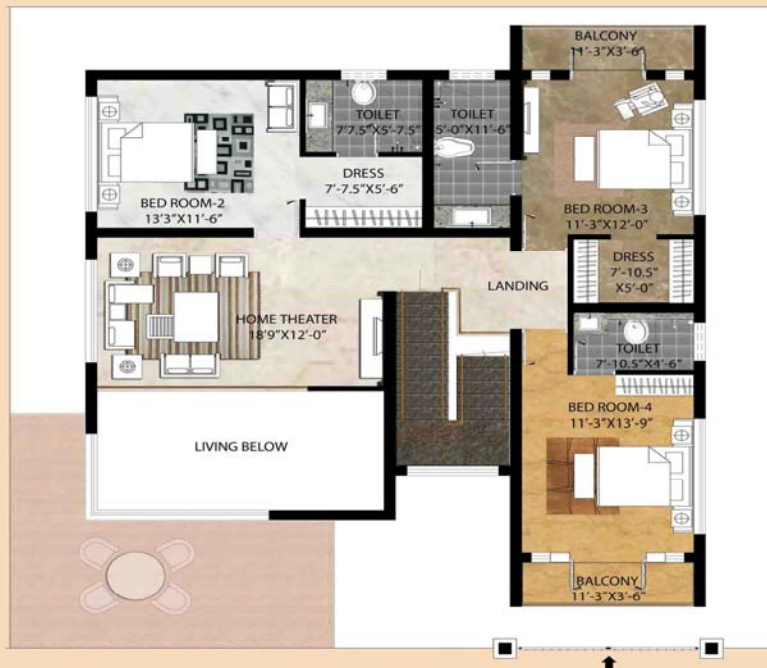 BALCONY
11'-3"X3'-6"
TOILET
7'7.5"X5'-7.5"
TOILET
5'-0"X11'-6"
DRESS
7'-7.5"X5'-6"
BED ROOM-2
13'3"X11'-6"
BED ROOM-3
11'-3"X12'-0"
DRESS
7'-10.5"
X5'-0"
LANDING
HOME THEATER
18'9"X12'-0"
TOILET
7'-10.5"X4'-6"
BED ROOM-4
11'-3"X13'-9"
LIVING BELOW
BALCONY
11'-3"X3'-6"